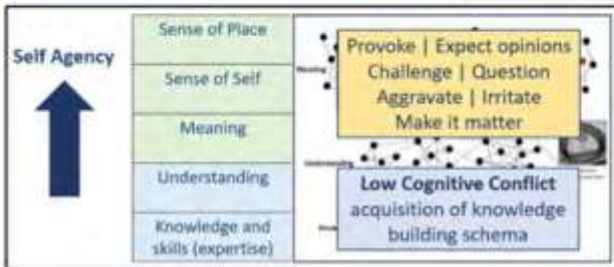 Self Agency
Sense of Place
Sense of Self
Meaning
Understanding
Knowledge and
skills (expertise)
Meaning
Provoke | Expect opinions
Challenge | Question
Aggravate | Irritate
Make it matter
Understanding
Low Cognitive Conflict
acquisition of knowledge
building schema